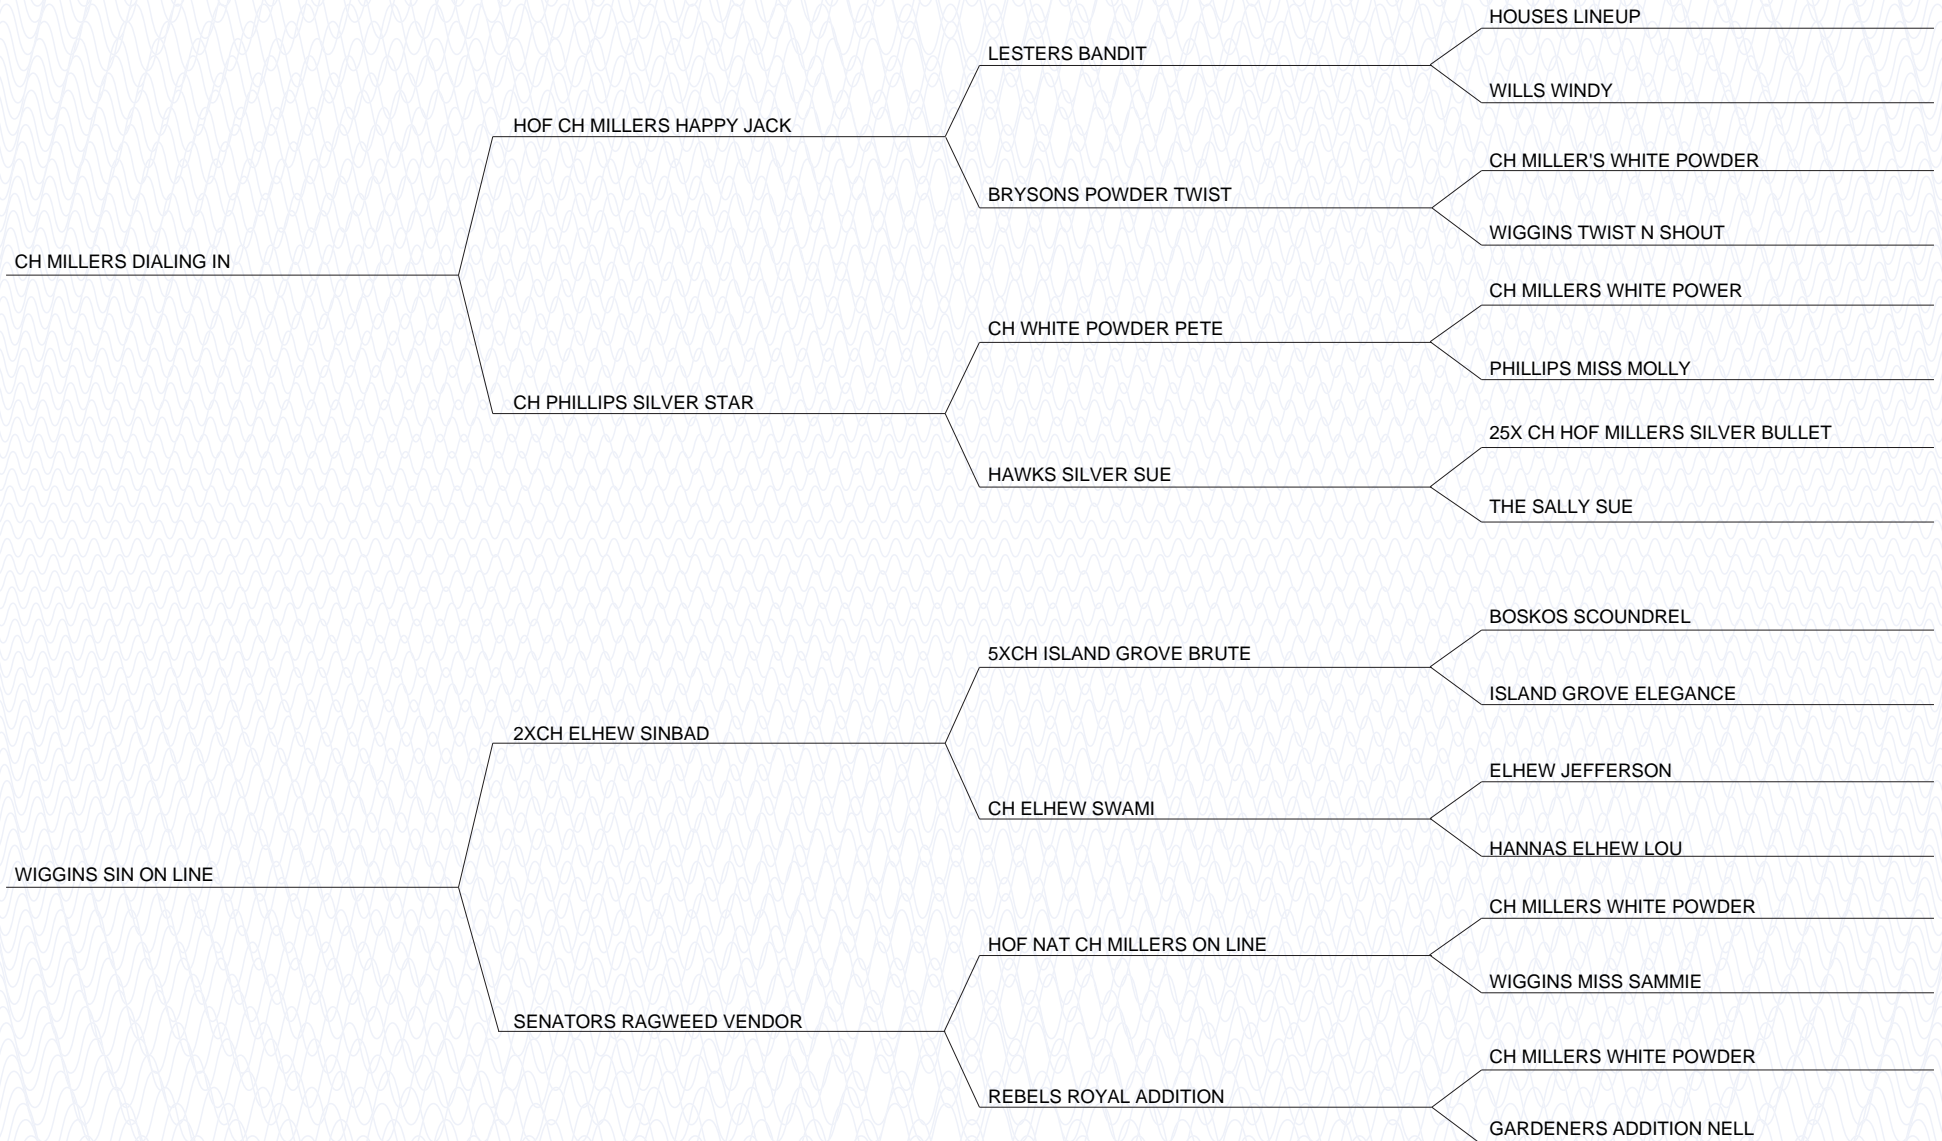 HOUSES LINEUP
LESTERS BANDIT
WILLS WINDY
HOF CH MILLERS HAPPY JACK
CH MILLER'S WHITE POWDER
BRYSONS POWDER TWIST
WIGGINS TWIST N SHOUT
CH MILLERS DIALING IN
CH MILLERS WHITE POWER
CH WHITE POWDER PETE
PHILLIPS MISS MOLLY
CH PHILLIPS SILVER STAR
25X CH HOF MILLERS SILVER BULLET
HAWKS SILVER SUE
THE SALLY SUE
BOSKOS SCOUNDREL
5XCH ISLAND GROVE BRUTE
ISLAND GROVE ELEGANCE
2XCH ELHEW SINBAD
ELHEW JEFFERSON
CH ELHEW SWAMI
HANNAS ELHEW LOU
WIGGINS SIN ON LINE
CH MILLERS WHITE POWDER
HOF NAT CH MILLERS ON LINE
WIGGINS MISS SAMMIE
SENATORS RAGWEED VENDOR
CH MILLERS WHITE POWDER
REBELS ROYAL ADDITION
GARDENERS ADDITION NELL